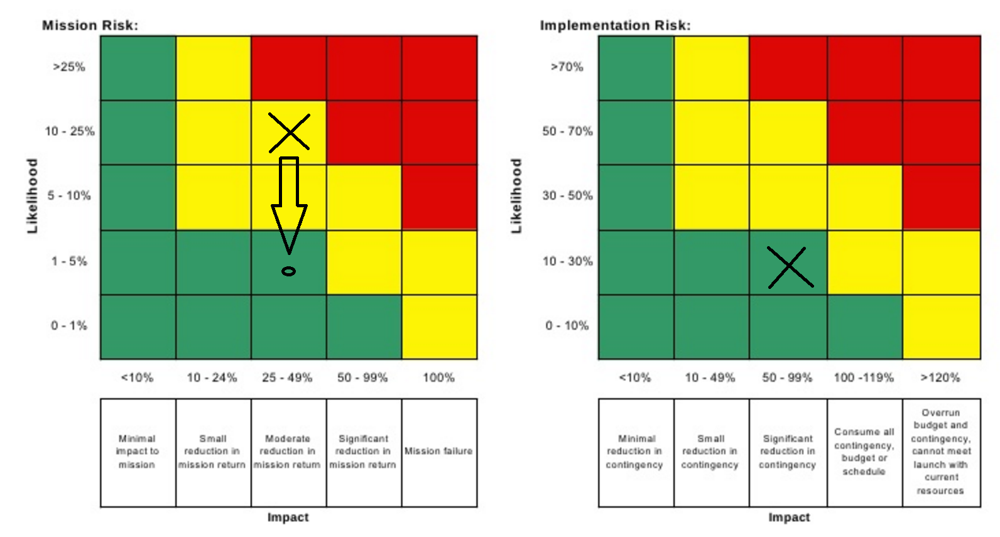 Mission Risk:
>25%
10 - 25%
5 - 10%
1 - 5%
0 - 1%
Likelihood
<10%
10 - 24%
25 - 49%
50 - 99%
100%
Minimal
impact to
mission
Small
reduction in
mission return
Moderate
reduction in
mission return
Significant
reduction in
mission return
Mission failure
Impact
Implementation Risk:
>70%
50 - 70%
30 - 50%
10 - 30%
0 - 10%
Likelihood
<10%
10 - 49%
50 - 99%
100 -119%
>120%
Minimal
reduction in
contingency
Small
reduction in
contingency
Significant
reduction in
contingency
Consume all
contingency,
budget or
schedule
Overrun
budget and
contingency,
cannot meet
launch with
current
resources
Impact